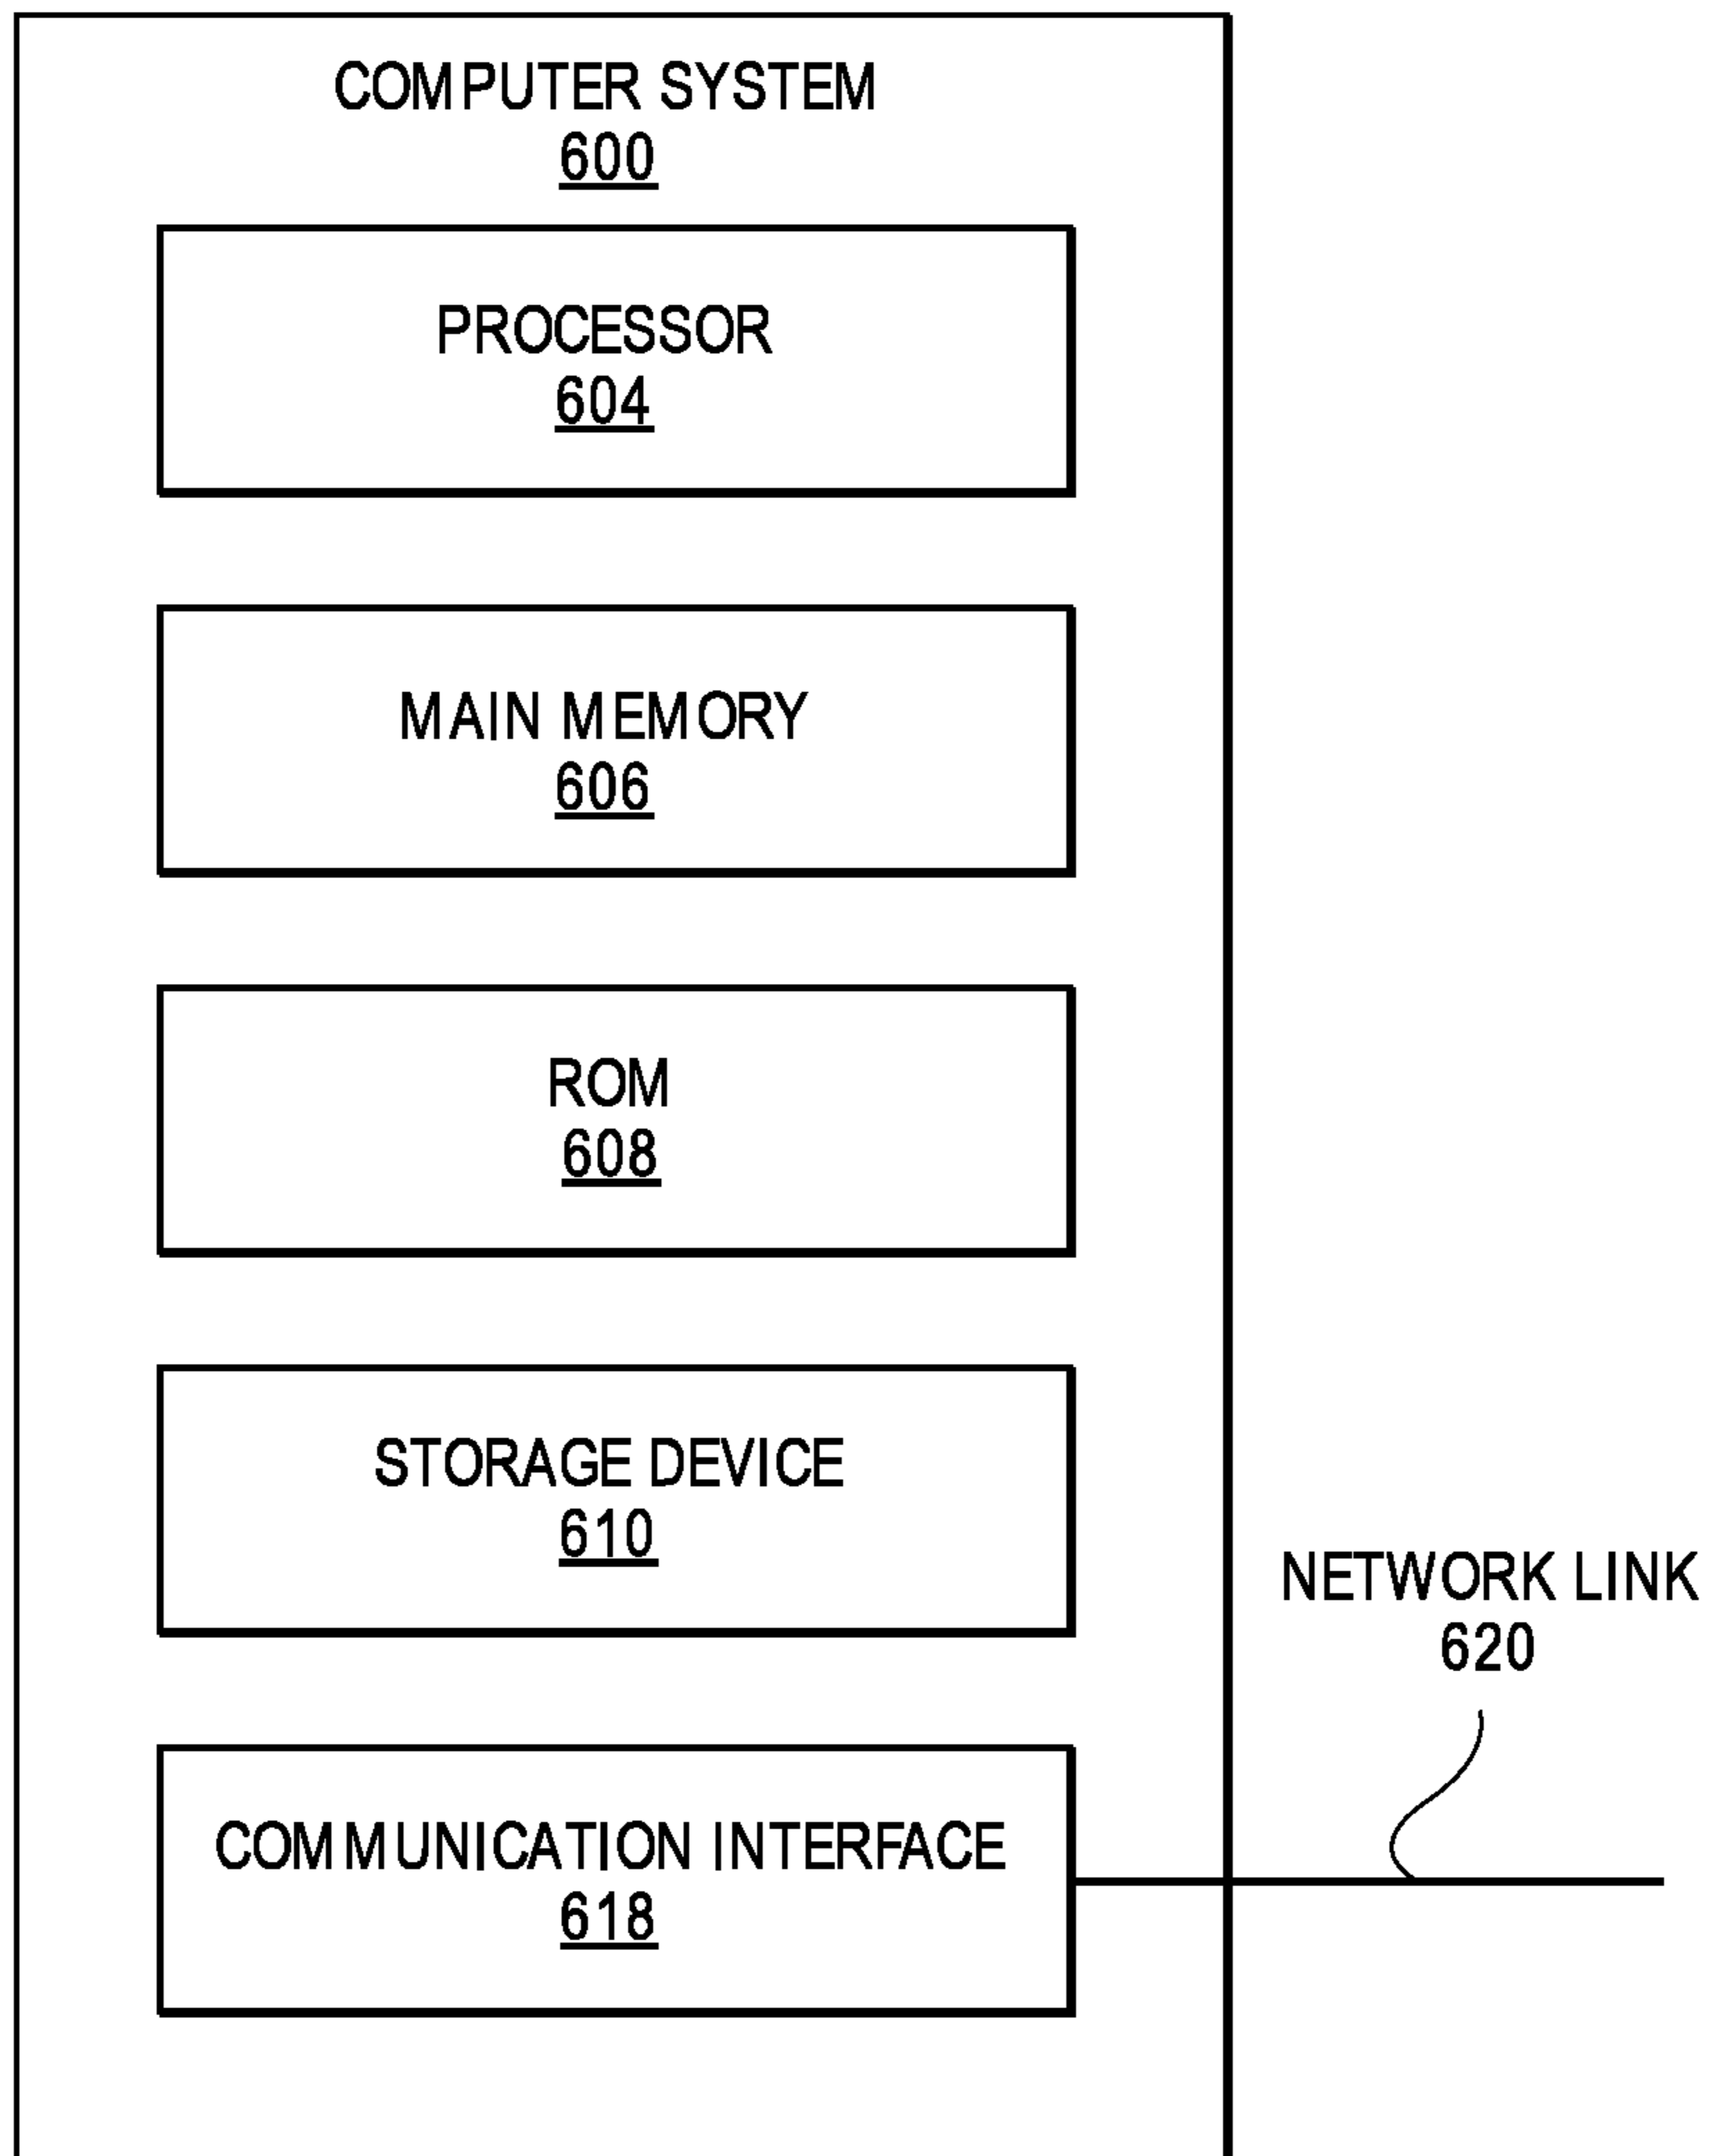 COMPUTER SYSTEM
600
PROCESSOR
604
MAIN MEMORY
606
ROM
608
STORAGE DEVICE
610
NETWORK LINK
620
COMMUNICATION INTERFACE
618